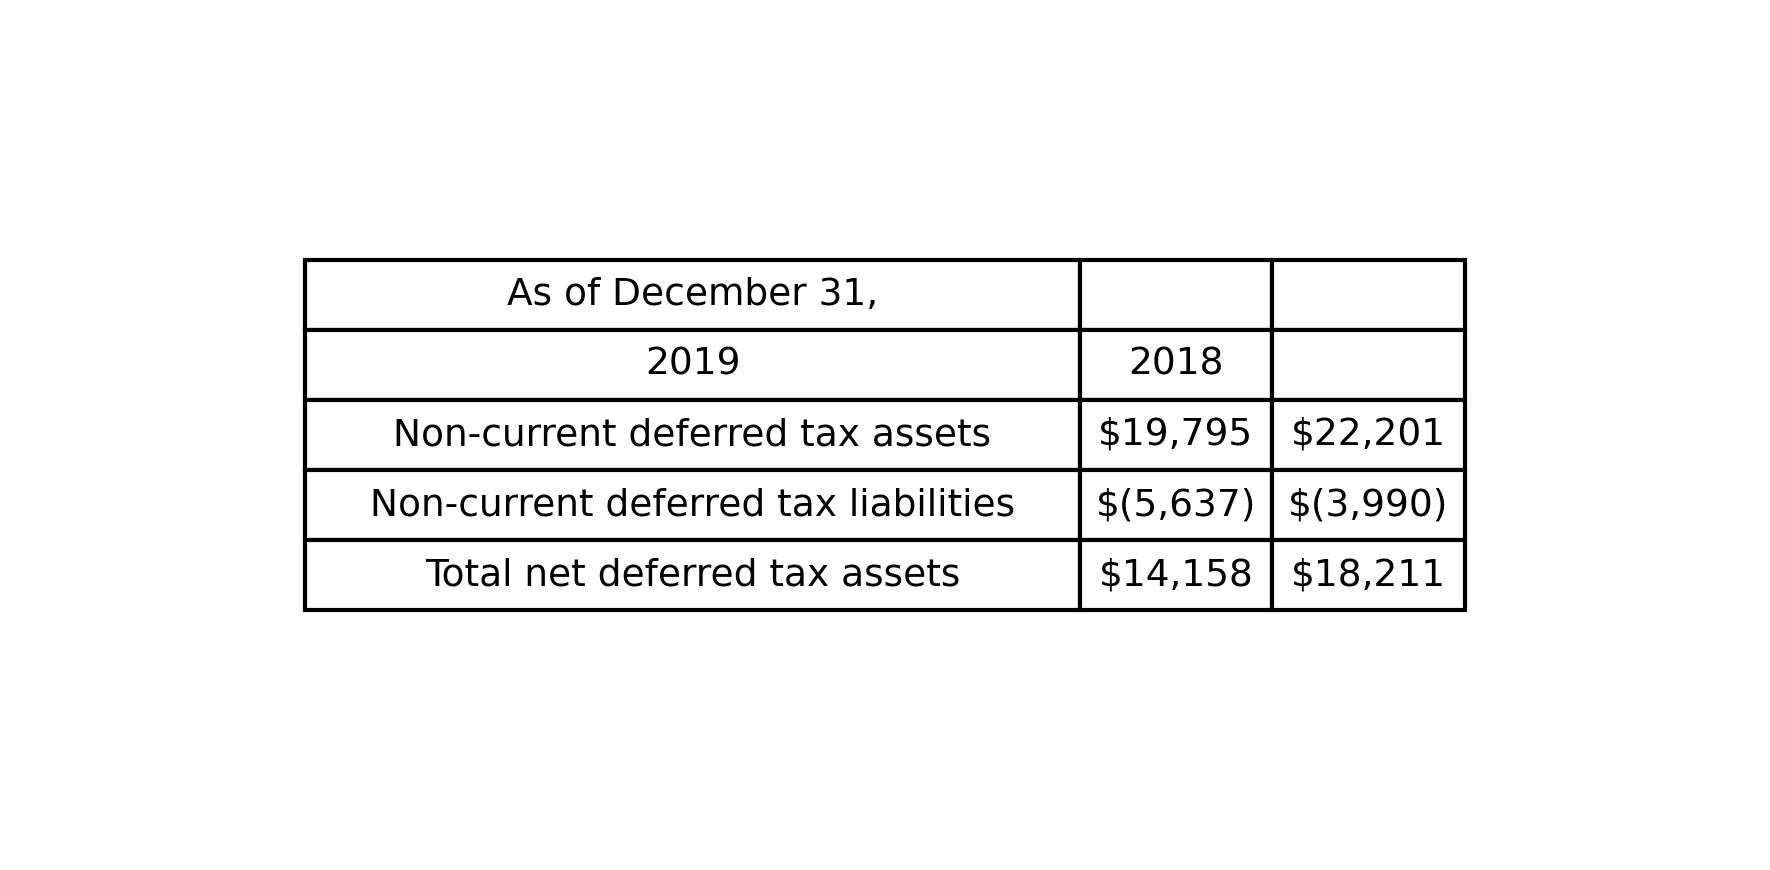 As of December 31,
2019 2018
Non-current deferred tax assets $19,795 $22,201
Non-current deferred tax liabilities $(5,637) $(3,990)
Total net deferred tax assets $14,158 $18,211